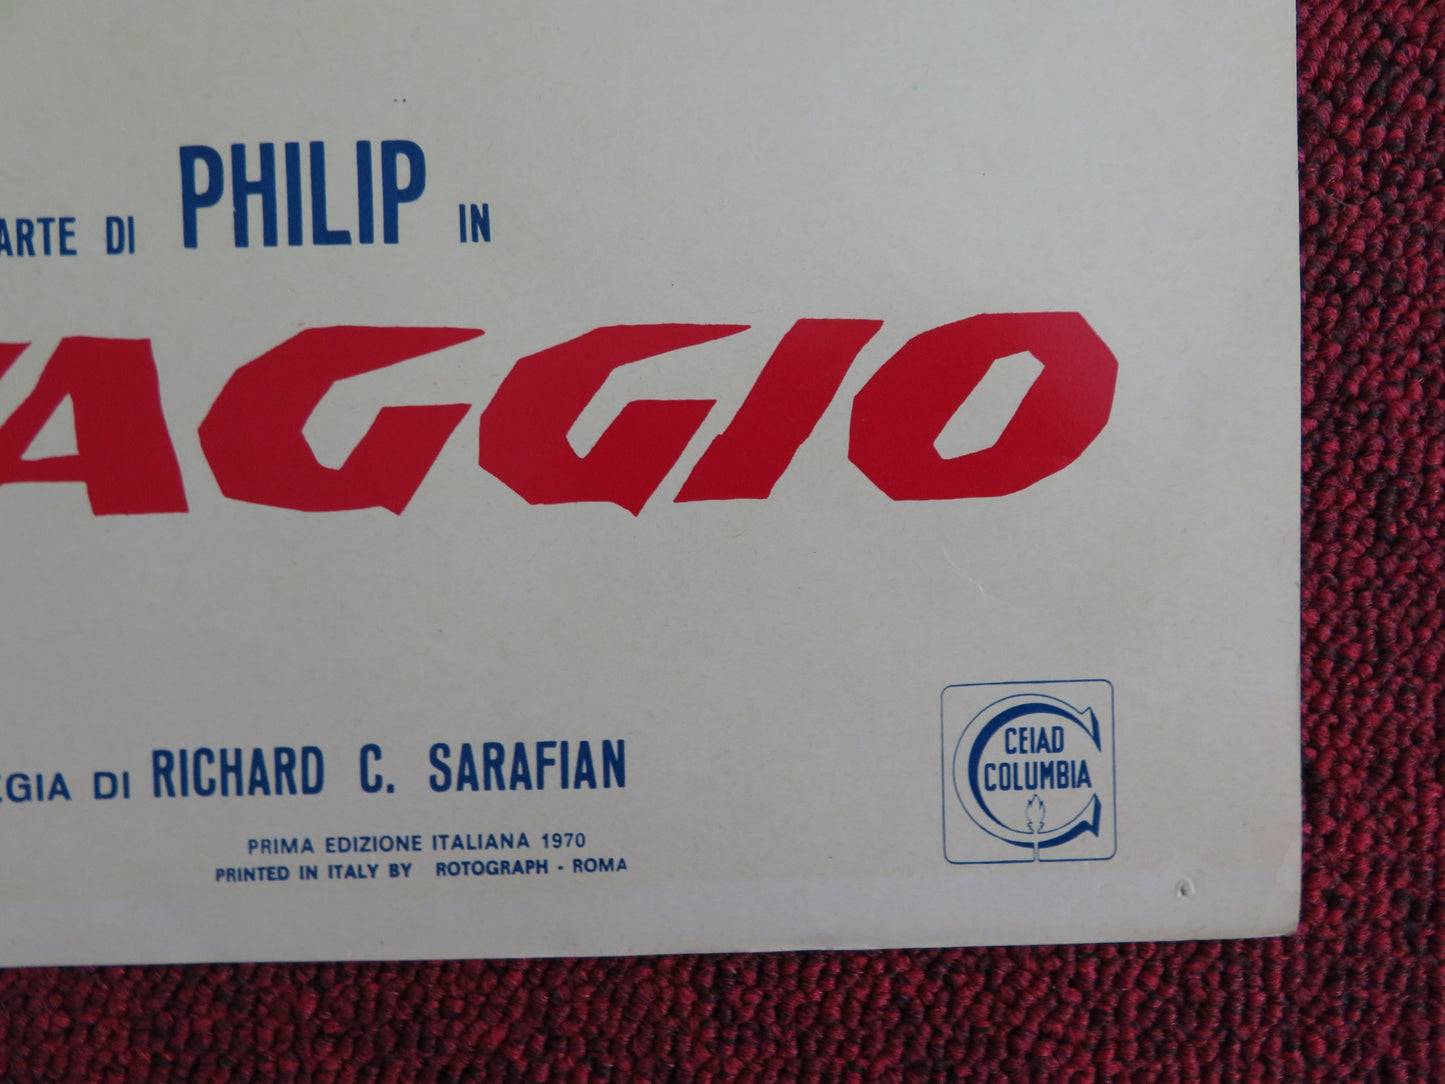 ARTE DI PHILIP IN
AGGIO
EGIA DI RICHARD C. SARAFIAN
PRIMA EDIZIONE ITALIANA 1970
PRINTED IN ITALY BY ROTOGRAPH - ROMA
CEIAD
COLUMBIA